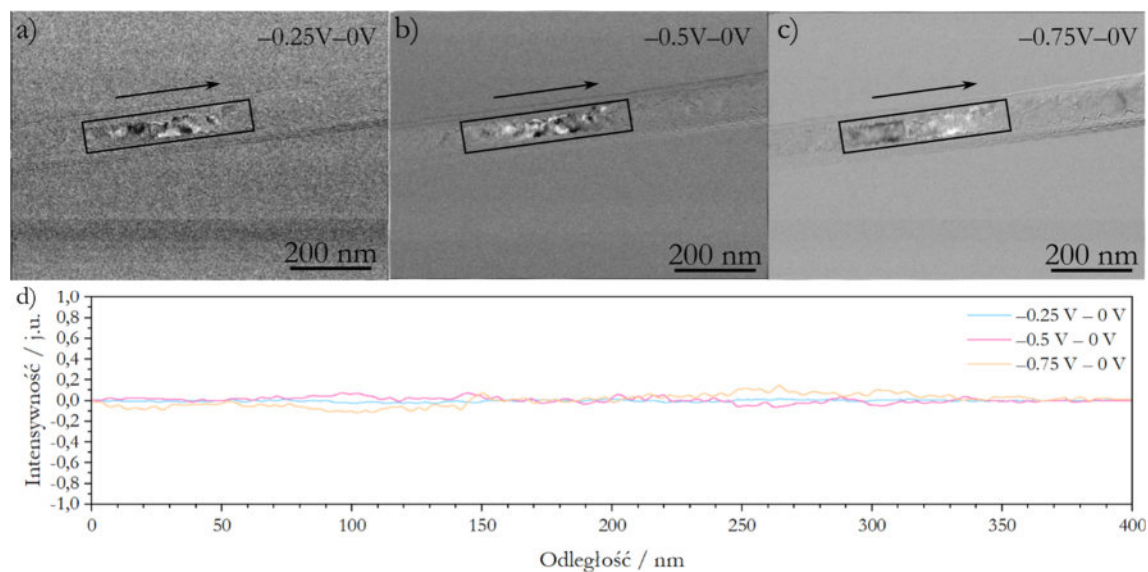 a)
–0.25V–0V
200 nm
b)
–0.5V–0V
200 nm
c)
–0.75V–0V
200 nm
d)
Intensywność / j.u.
1,0
0,8
0,6
0,4
0,2
0,0
-0,2
-0,4
-0,6
-0,8
-1,0
–0.25 V – 0 V
–0.5 V – 0 V
–0.75 V – 0 V
0
50
100
150
200
250
300
350
400
Odległość / nm